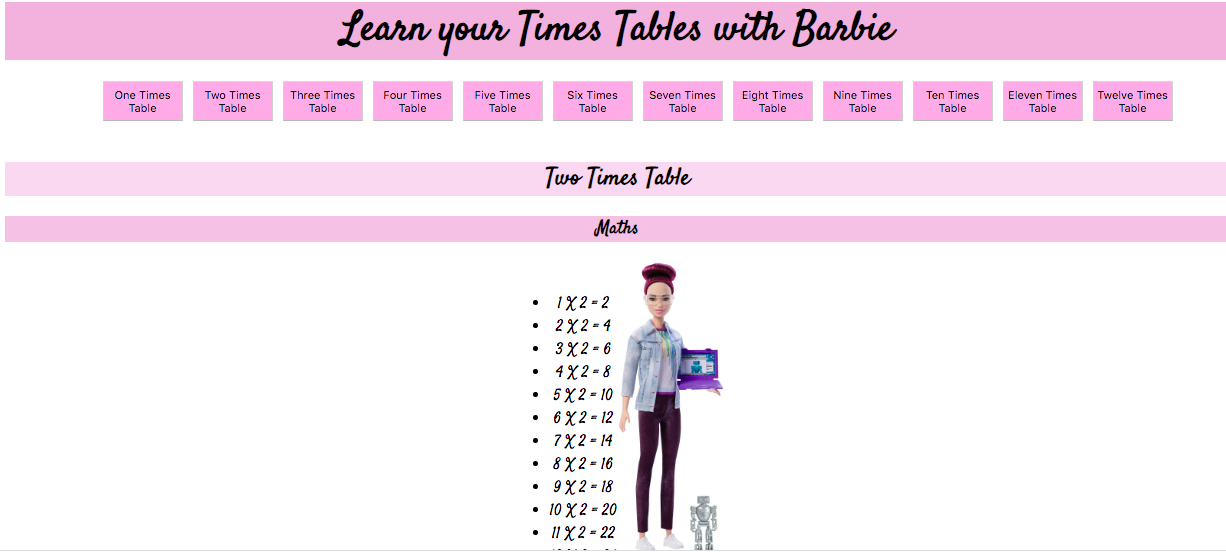 Learn your Times Tables with Barbie
One Times
Table
Two Times
Table
Three Times
Table
Four Times
Table
Five Times
Table
Six Times
Table
Seven Times
Table
Eight Times
Table
Nine Times
Table
Ten Times
Table
Eleven Times
Table
Twelve Times
Table
Two Times Table
Maths
1 X 2 = 2
2 X 2 = 4
3 X 2 = 6
4 X 2 = 8
5 X 2 = 10
6 X 2 = 12
7 X 2 = 14
8 X 2 = 16
9 X 2 = 18
10 X 2 = 20
11 X 2 = 22